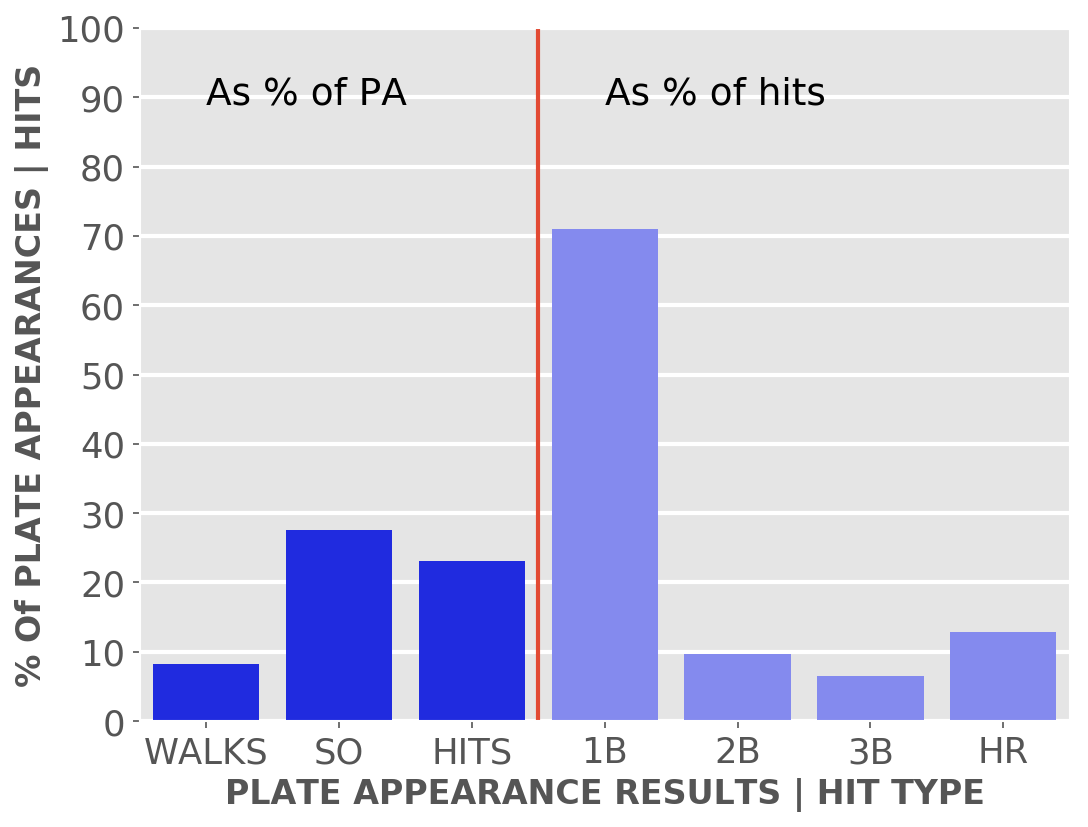 100
90
80
70
60
50
40
30
20
10
0
% Of PLATE APPEARANCES | HITS
As % of PA
As % of hits
WALKS SO HITS 1B 2B 3B HR
PLATE APPEARANCE RESULTS | HIT TYPE